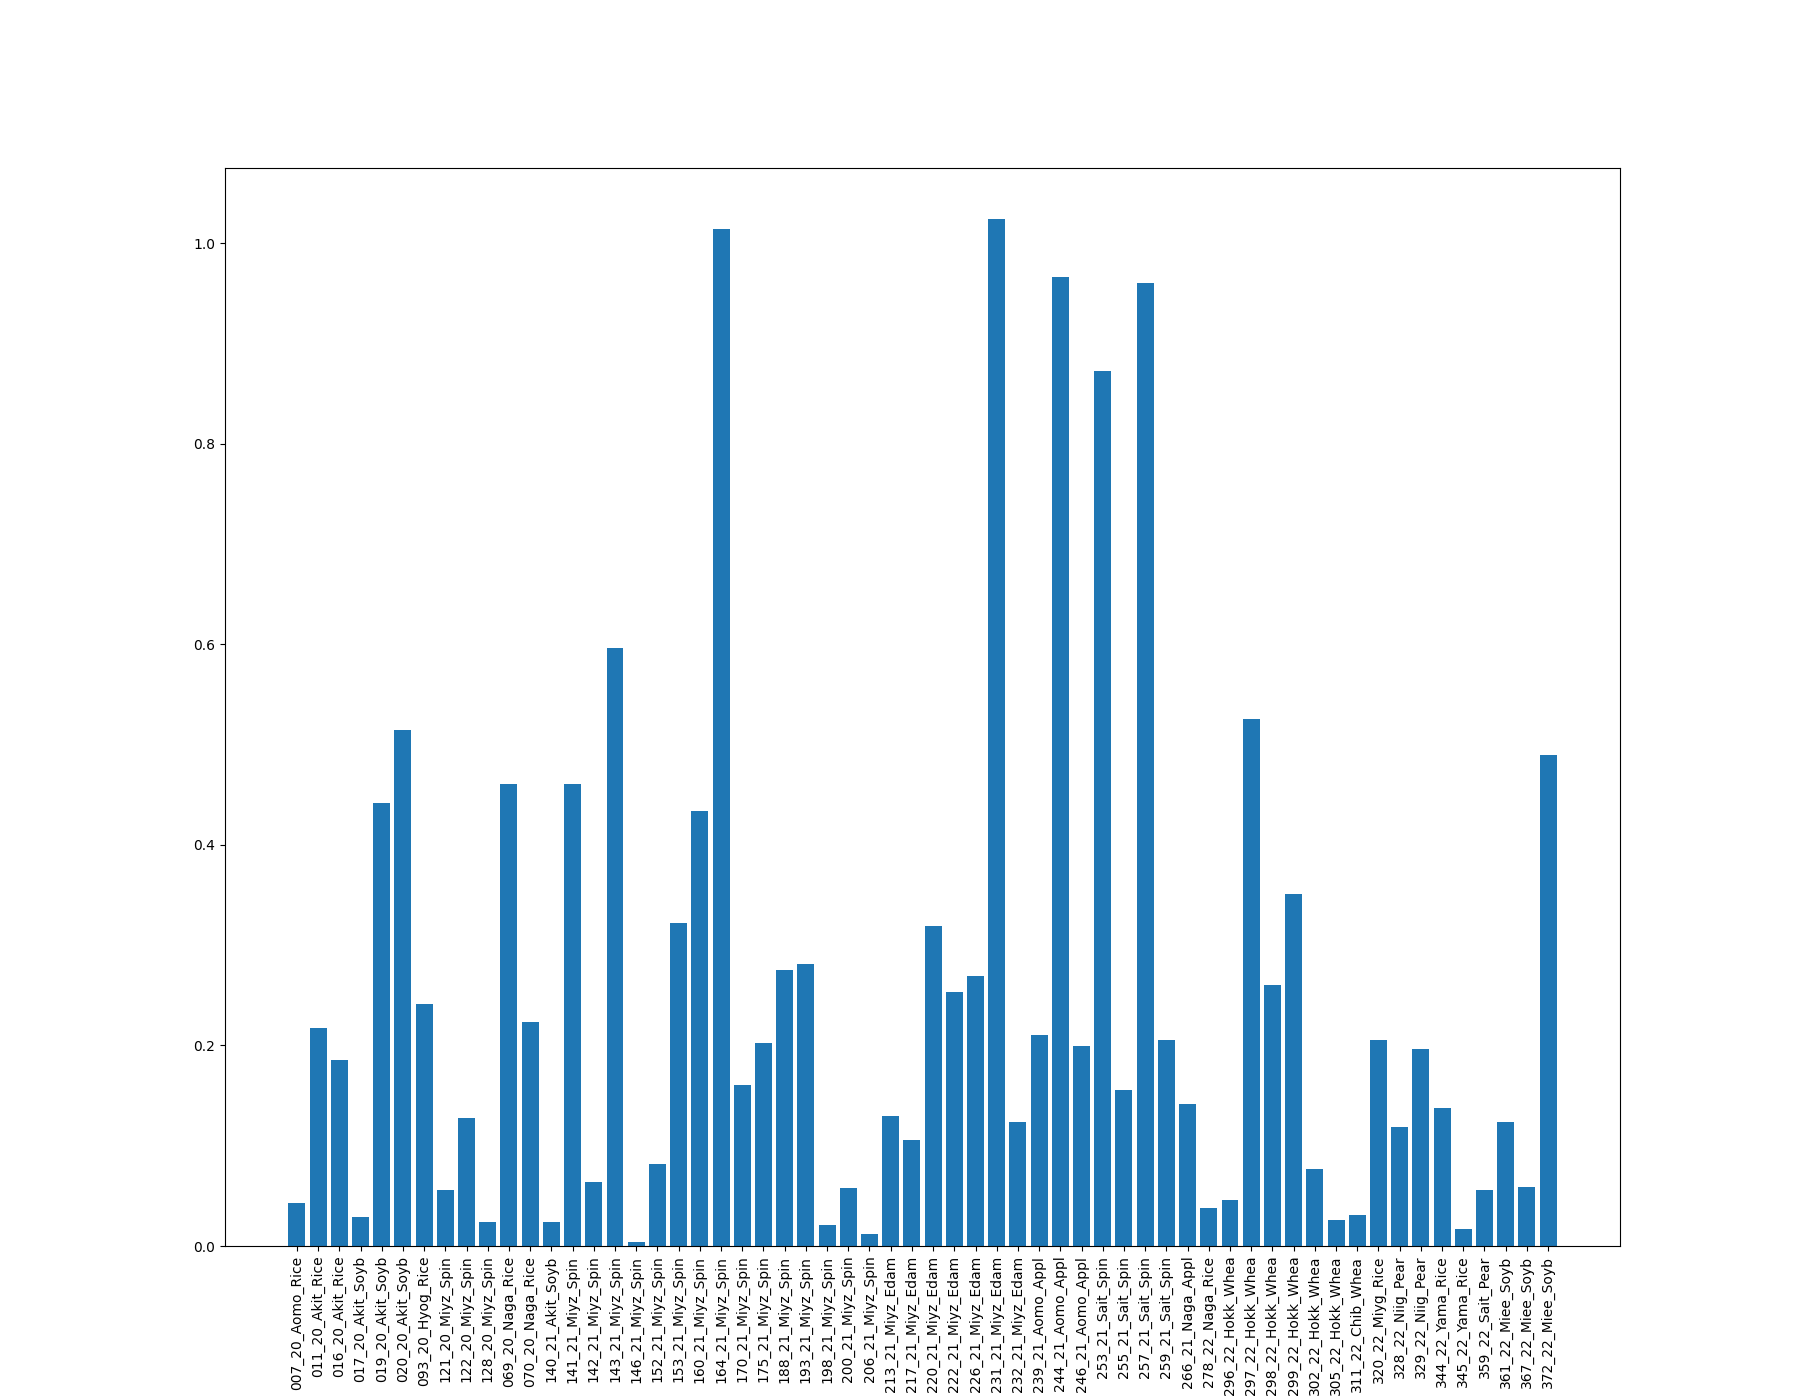 1.0
0.8
0.6
0.4
0.2
0.0
007_20_Aomo_Rice
011_20_Akit_Rice
016_20_Akit_Rice
017_20_Akit_Soyb
019_20_Akit_Soyb
020_20_Akit_Soyb
093_20_Hyog_Rice
121_20_Miyz_Spin
122_20_Miyz_Spin
128_20_Miyz_Spin
069_20_Naga_Rice
070_20_Naga_Rice
140_21_Akit_Soyb
141_21_Miyz_Spin
142_21_Miyz_Spin
143_21_Miyz_Spin
146_21_Miyz_Spin
152_21_Miyz_Spin
153_21_Miyz_Spin
160_21_Miyz_Spin
164_21_Miyz_Spin
170_21_Miyz_Spin
175_21_Miyz_Spin
188_21_Miyz_Spin
193_21_Miyz_Spin
198_21_Miyz_Spin
200_21_Miyz_Spin
206_21_Miyz_Spin
213_21_Miyz_Edam
217_21_Miyz_Edam
220_21_Miyz_Edam
222_21_Miyz_Edam
226_21_Miyz_Edam
231_21_Miyz_Edam
232_21_Miyz_Edam
239_21_Aomo_Appl
244_21_Aomo_Appl
246_21_Aomo_Appl
253_21_Sait_Spin
255_21_Sait_Spin
257_21_Sait_Spin
259_21_Sait_Spin
266_21_Naga_Appl
278_22_Naga_Rice
296_22_Hokk_Whea
297_22_Hokk_Whea
298_22_Hokk_Whea
299_22_Hokk_Whea
302_22_Hokk_Whea
305_22_Hokk_Whea
311_22_Chib_Whea
320_22_Miyg_Rice
328_22_Niig_Pear
329_22_Niig_Pear
344_22_Yama_Rice
345_22_Yama_Rice
359_22_Sait_Pear
361_22_Miee_Soyb
367_22_Miee_Soyb
372_22_Miee_Soyb